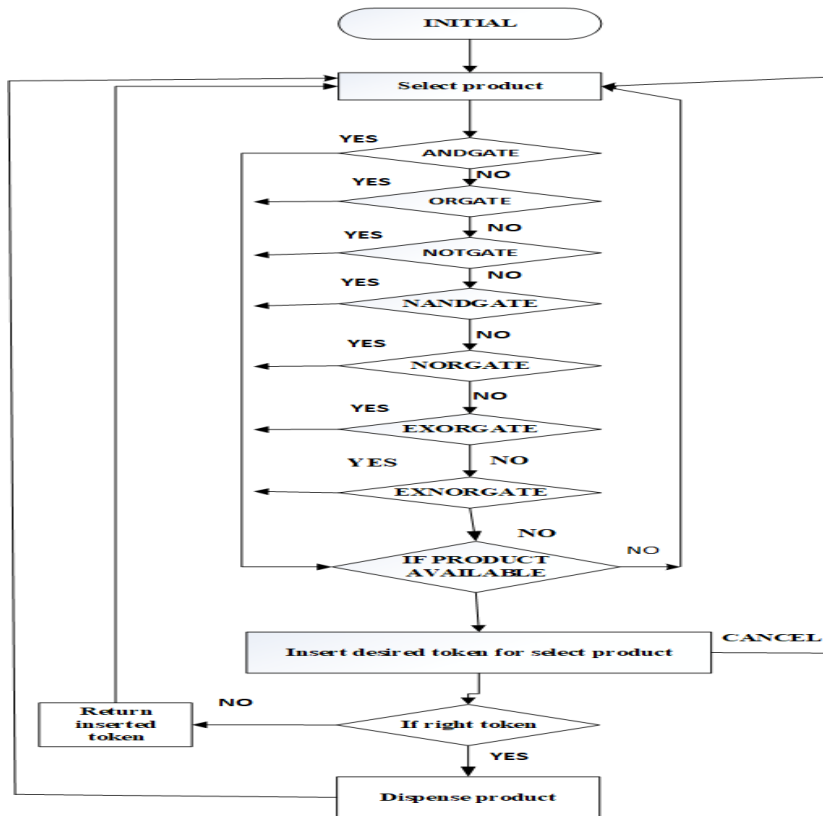 INITIAL
Select product
YES
ANDGATE
NO
YES
ORGATE
NO
YES
NOTGATE
NO
YES
NANDGATE
NO
YES
NORGATE
NO
YES
EXORGATE
YES
NO
EXNORGATE
NO
IF PRODUCT
AVAILABLE
NO
CANCEL
Insert desired token for select product
NO
Return
inserted
token
If right token
YES
Dispense product